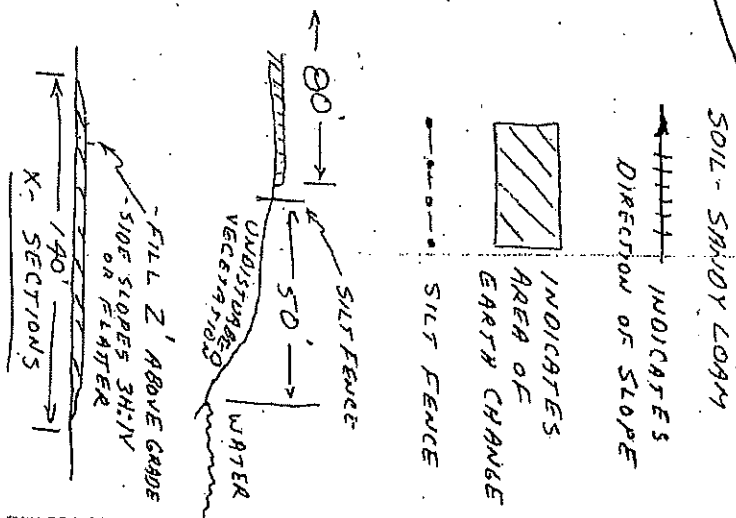 SOIL - SANDY LOAM
INDICATES
DIRECTION OF SLOPE
INDICATES
AREA OF
EARTH CHANGE
SILT FENCE
SILT FENCE
80'
50'
UNDISTURBED
VEGETATION
WATER
- FILL 2' ABOVE GRADE
- SIDE SLOPES 3H:1V
OR FLATTER
140'
X- SECTIONS